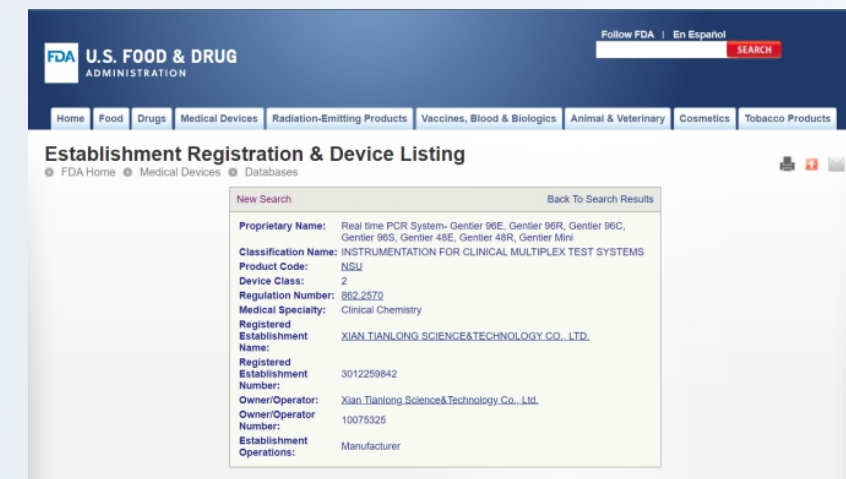 Follow FDA | En Español
FDA U.S. FOOD & DRUG
ADMINISTRATION
SEARCH
Home Food Drugs Medical Devices Radiation-Emitting Products Vaccines, Blood & Biologics Animal & Veterinary Cosmetics Tobacco Products
Establishment Registration & Device Listing
FDA Home Medical Devices Databases
New Search Back To Search Results
Proprietary Name: Real time PCR System- Gentier 96E, Gentier 96R, Gentier 96C,
Gentier 96S, Gentier 48E, Gentier 48R, Gentier Mini
Classification Name: INSTRUMENTATION FOR CLINICAL MULTIPLEX TEST SYSTEMS
Product Code: NSU
Device Class: 2
Regulation Number: 862.2570
Medical Specialty: Clinical Chemistry
Registered
Establishment
Name:
XIAN TIANLONG SCIENCE&TECHNOLOGY CO., LTD.
Registered
Establishment
Number:
3012259842
Owner/Operator: Xian Tianlong Science&Technology Co., Ltd.
Owner/Operator
Number:
10075325
Establishment
Operations:
Manufacturer